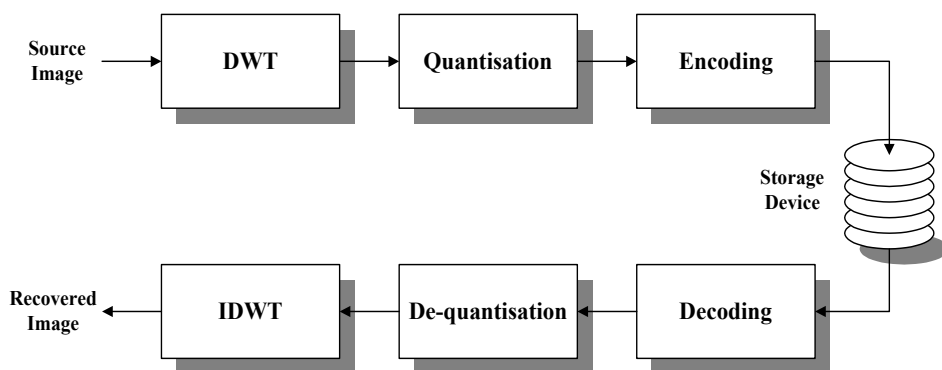 Source
Image
DWT
Quantisation
Encoding
Storage
Device
Recovered
Image
IDWT
De-quantisation
Decoding